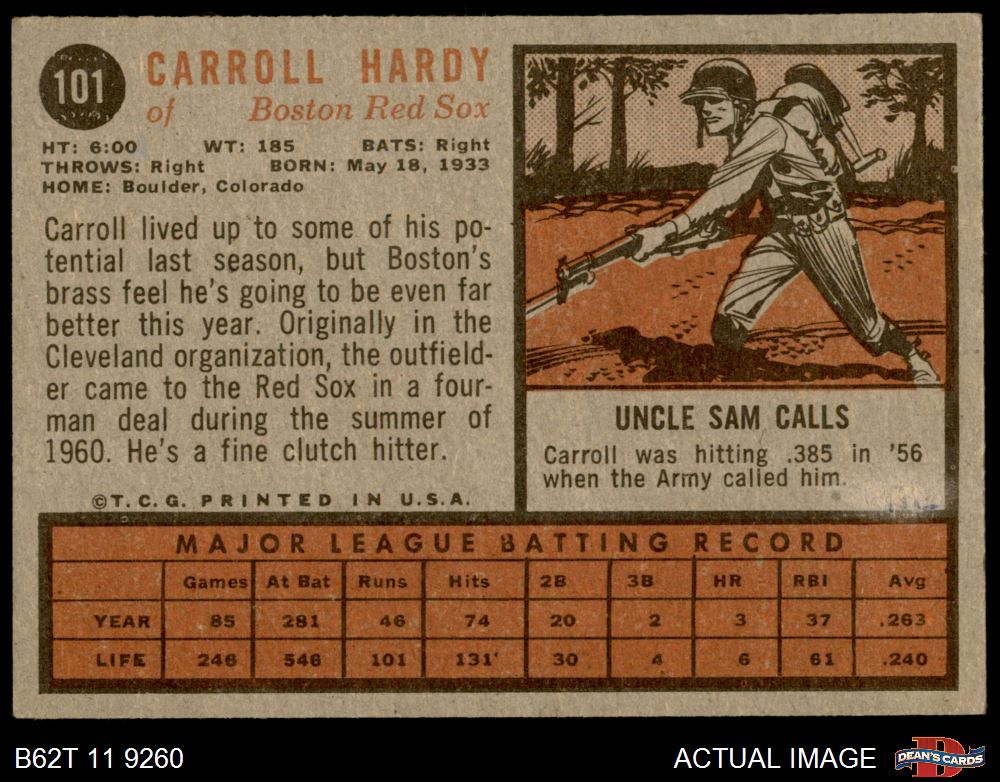 101
CARROLL HARDY
of Boston Red Sox
HT: 6:00 WT: 185 BATS: Right
THROWS: Right BORN: May 18, 1933
HOME: Boulder, Colorado
Carroll lived up to some of his po-
tential last season, but Boston's
brass feel he's going to be even far
better this year. Originally in the
Cleveland organization, the outfield-
er came to the Red Sox in a four-
man deal during the summer of
1960. He's a fine clutch hitter.
©T.C.G. PRINTED IN U.S.A.
UNCLE SAM CALLS
Carroll was hitting .385 in '56
when the Army called him.
MAJOR LEAGUE BATTING RECORD
Games At Bat Runs Hits 2B 3B HR RBI Avg
YEAR 85 281 46 74 20 2 3 37 .263
LIFE 246 546 101 131 30 4 6 61 .240
B62T 11 9260
ACTUAL IMAGE
D
DEAN'S CARDS